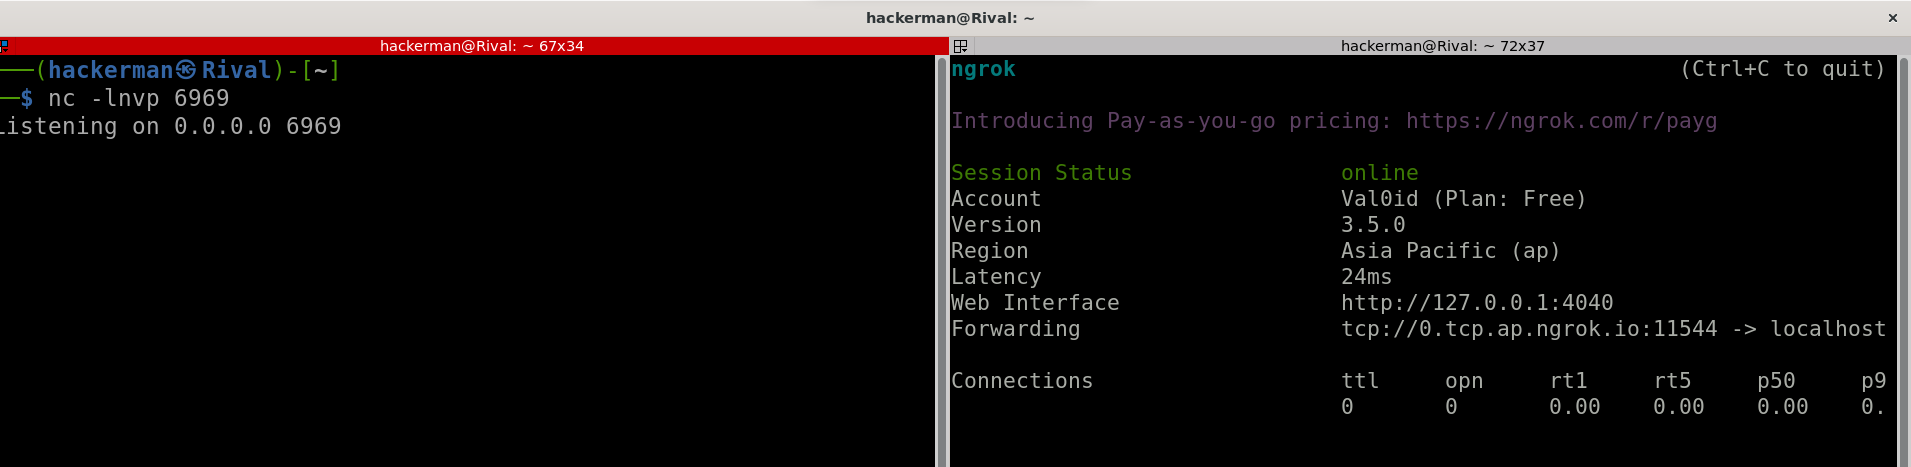 hackerman@Rival: ~
hackerman@Rival: ~ 67x34
──(hackerman㉿Rival)-[~]
─$ nc -lnvp 6969
Listening on 0.0.0.0 6969
hackerman@Rival: ~ 72x37
ngrok (Ctrl+C to quit)
Introducing Pay-as-you-go pricing: https://ngrok.com/r/payg
Session Status online
Account Val0id (Plan: Free)
Version 3.5.0
Region Asia Pacific (ap)
Latency 24ms
Web Interface http://127.0.0.1:4040
Forwarding tcp://0.tcp.ap.ngrok.io:11544 -> localhost
Connections ttl opn rt1 rt5 p50 p9
0 0 0.00 0.00 0.00 0.